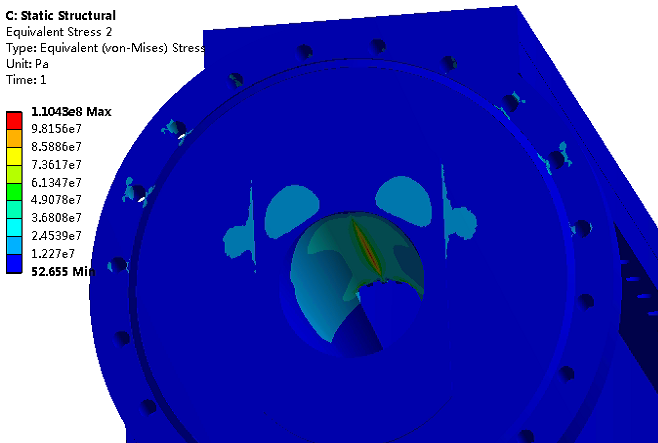 C: Static Structural
Equivalent Stress 2
Type: Equivalent (von-Mises) Stress
Unit: Pa
Time: 1
1.1043e8 Max
9.8156e7
8.5886e7
7.3617e7
6.1347e7
4.9078e7
3.6808e7
2.4539e7
1.227e7
52.655 Min